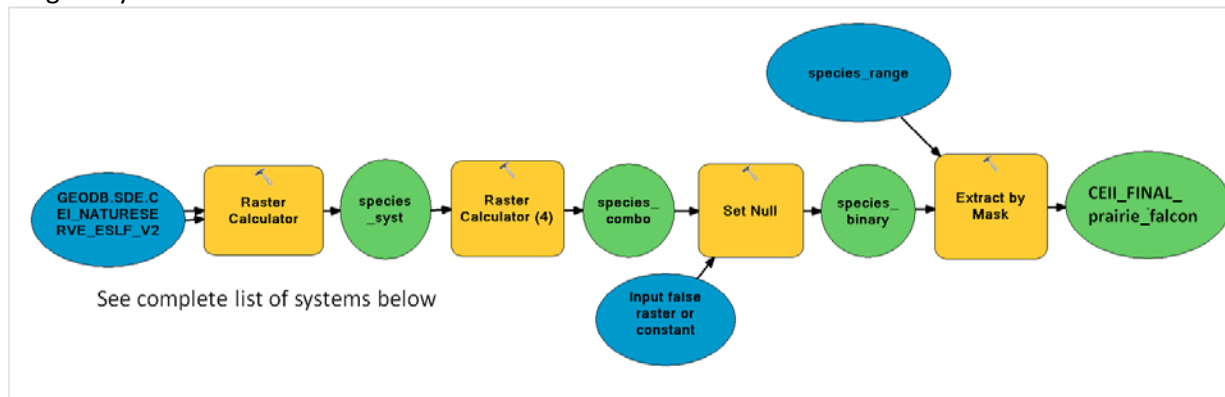 species_range
GEODB.SDE.C
EI_NATURESE
RVE_ESLF_V2
Raster
Calculator
species
_syst
Raster
Calculator (4)
species_
combo
Set Null
species_
binary
Extract by
Mask
CEII_FINAL_
prairie_falcon
See complete list of systems below
Input false
raster or
constant